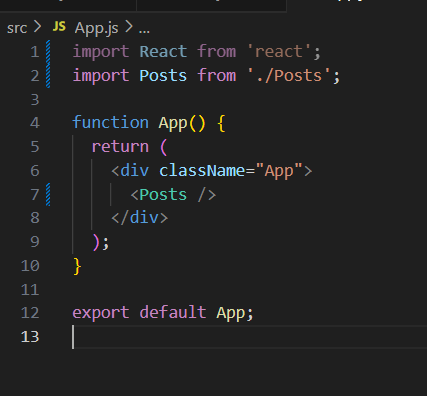 src > JS App.js > ...
1 import React from 'react';
2 import Posts from './Posts';
3
4 function App() {
5 return (
6 <div className="App">
7 <Posts />
8 </div>
9 );
10 }
11
12 export default App;
13